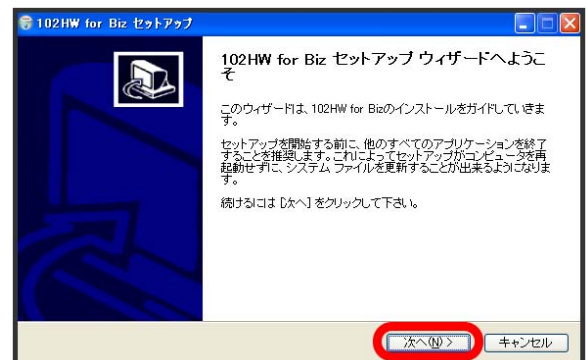 102HW for Biz セットアップ
102HW for Biz セットアップ ウィザードへようこ
そ
このウィザードは、102HW for Bizのインストールをガイドしていきま
す。
セットアップを開始する前に、他のすべてのアプリケーションを終了
することを推奨します。これによってセットアップがコンピュータを再
起動せずに、システム ファイルを更新することが出来るようになりま
す。
続けるには [次へ] をクリックして下さい。
次へ(N) >
キャンセル